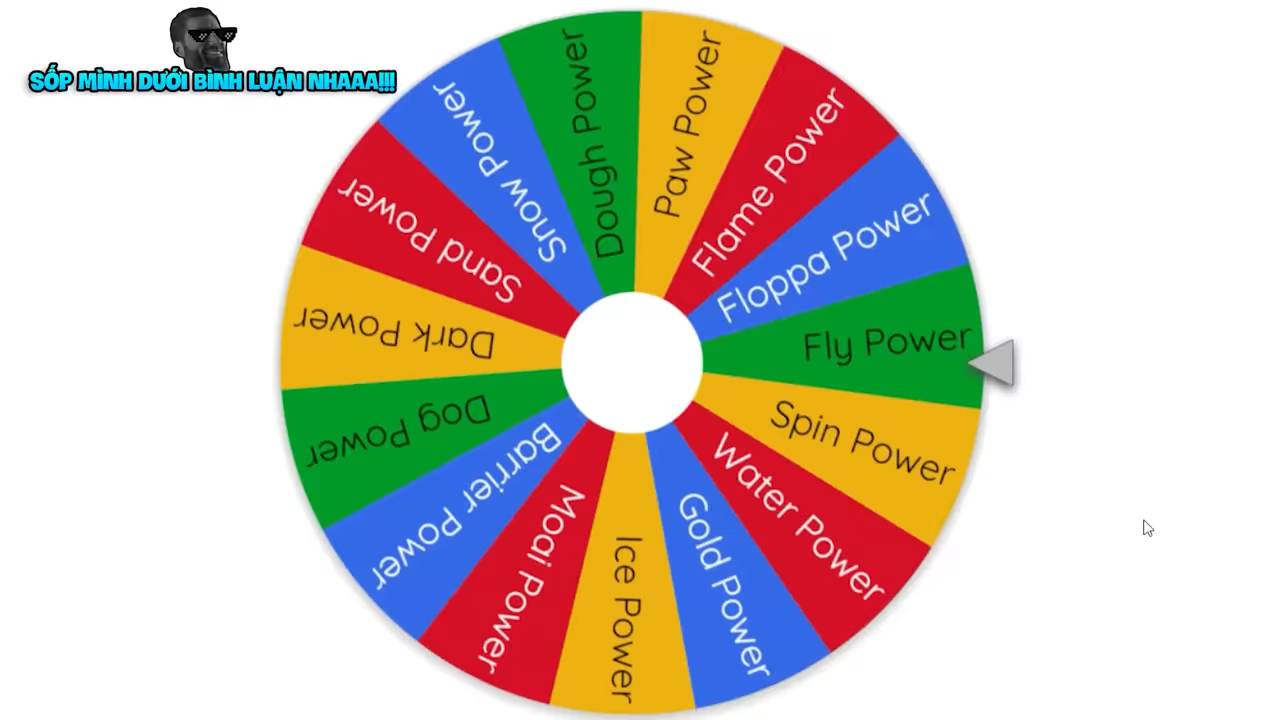 SỐP MÌNH DƯỚI BÌNH LUẬN NHAAA!!!
Dough Power
Paw Power
Flame Power
Floppa Power
Fly Power
Spin Power
Water Power
Gold Power
Ice Power
Moai Power
Barrier Power
Dog Power
Dark Power
Sand Power
Snow Power